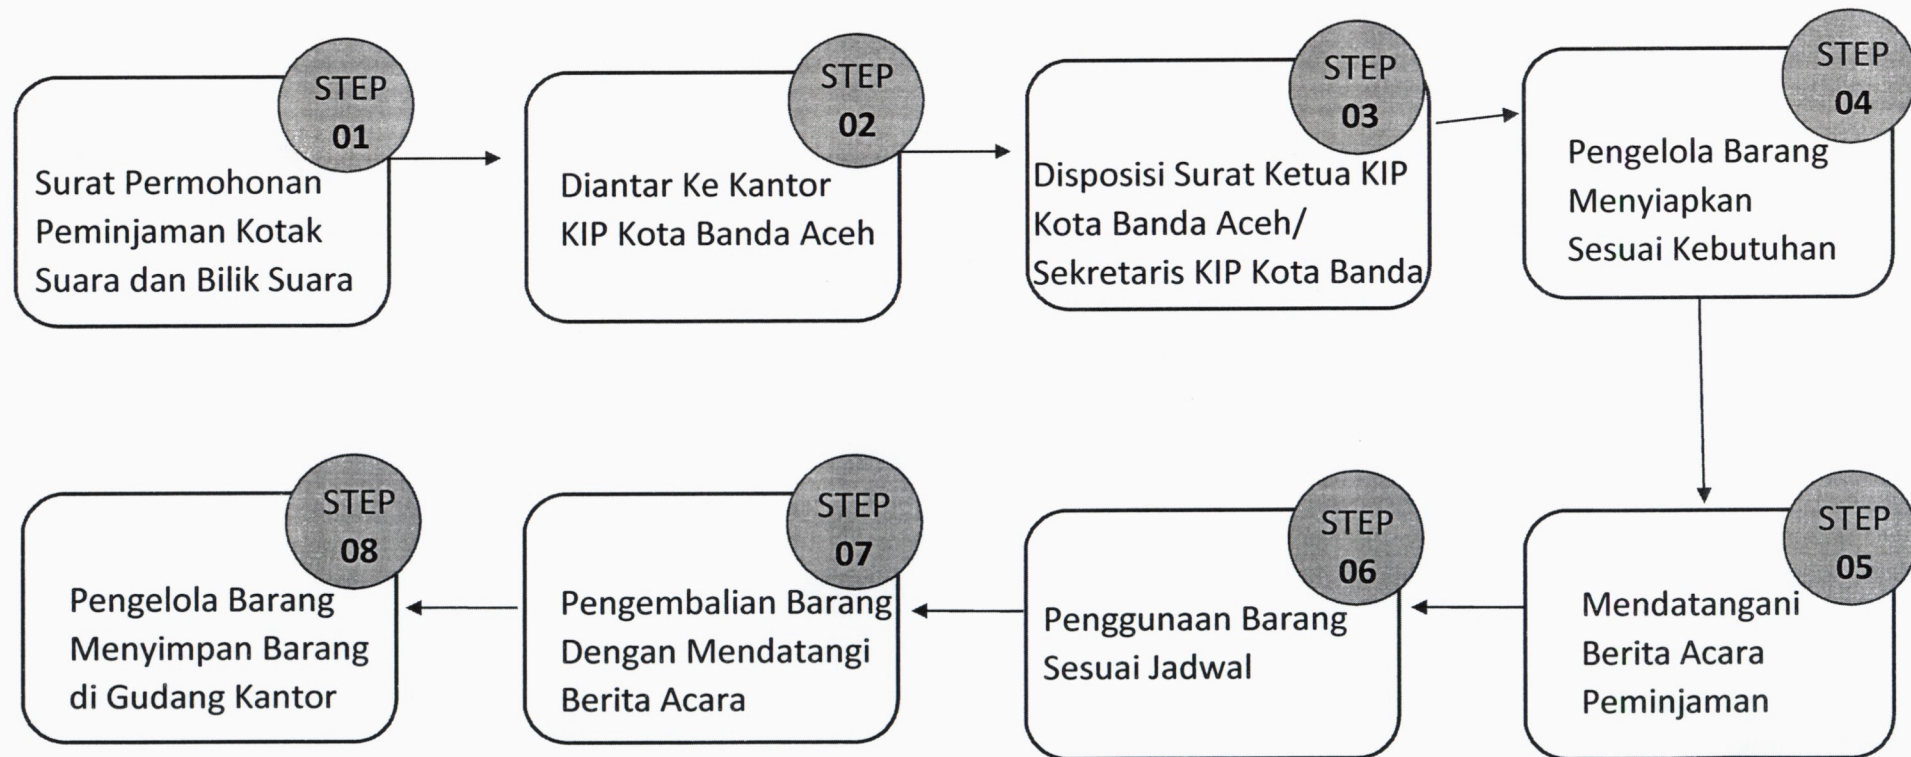 STEP
01
Surat Permohonan
Peminjaman Kotak
Suara dan Bilik Suara
STEP
02
Diantar Ke Kantor
KIP Kota Banda Aceh
STEP
03
Disposisi Surat Ketua KIP
Kota Banda Aceh/
Sekretaris KIP Kota Banda
STEP
04
Pengelola Barang
Menyiapkan
Sesuai Kebutuhan
STEP
05
Mendatangani
Berita Acara
Peminjaman
STEP
06
Penggunaan Barang
Sesuai Jadwal
STEP
07
Pengembalian Barang
Dengan Mendatangi
Berita Acara
STEP
08
Pengelola Barang
Menyimpan Barang
di Gudang Kantor